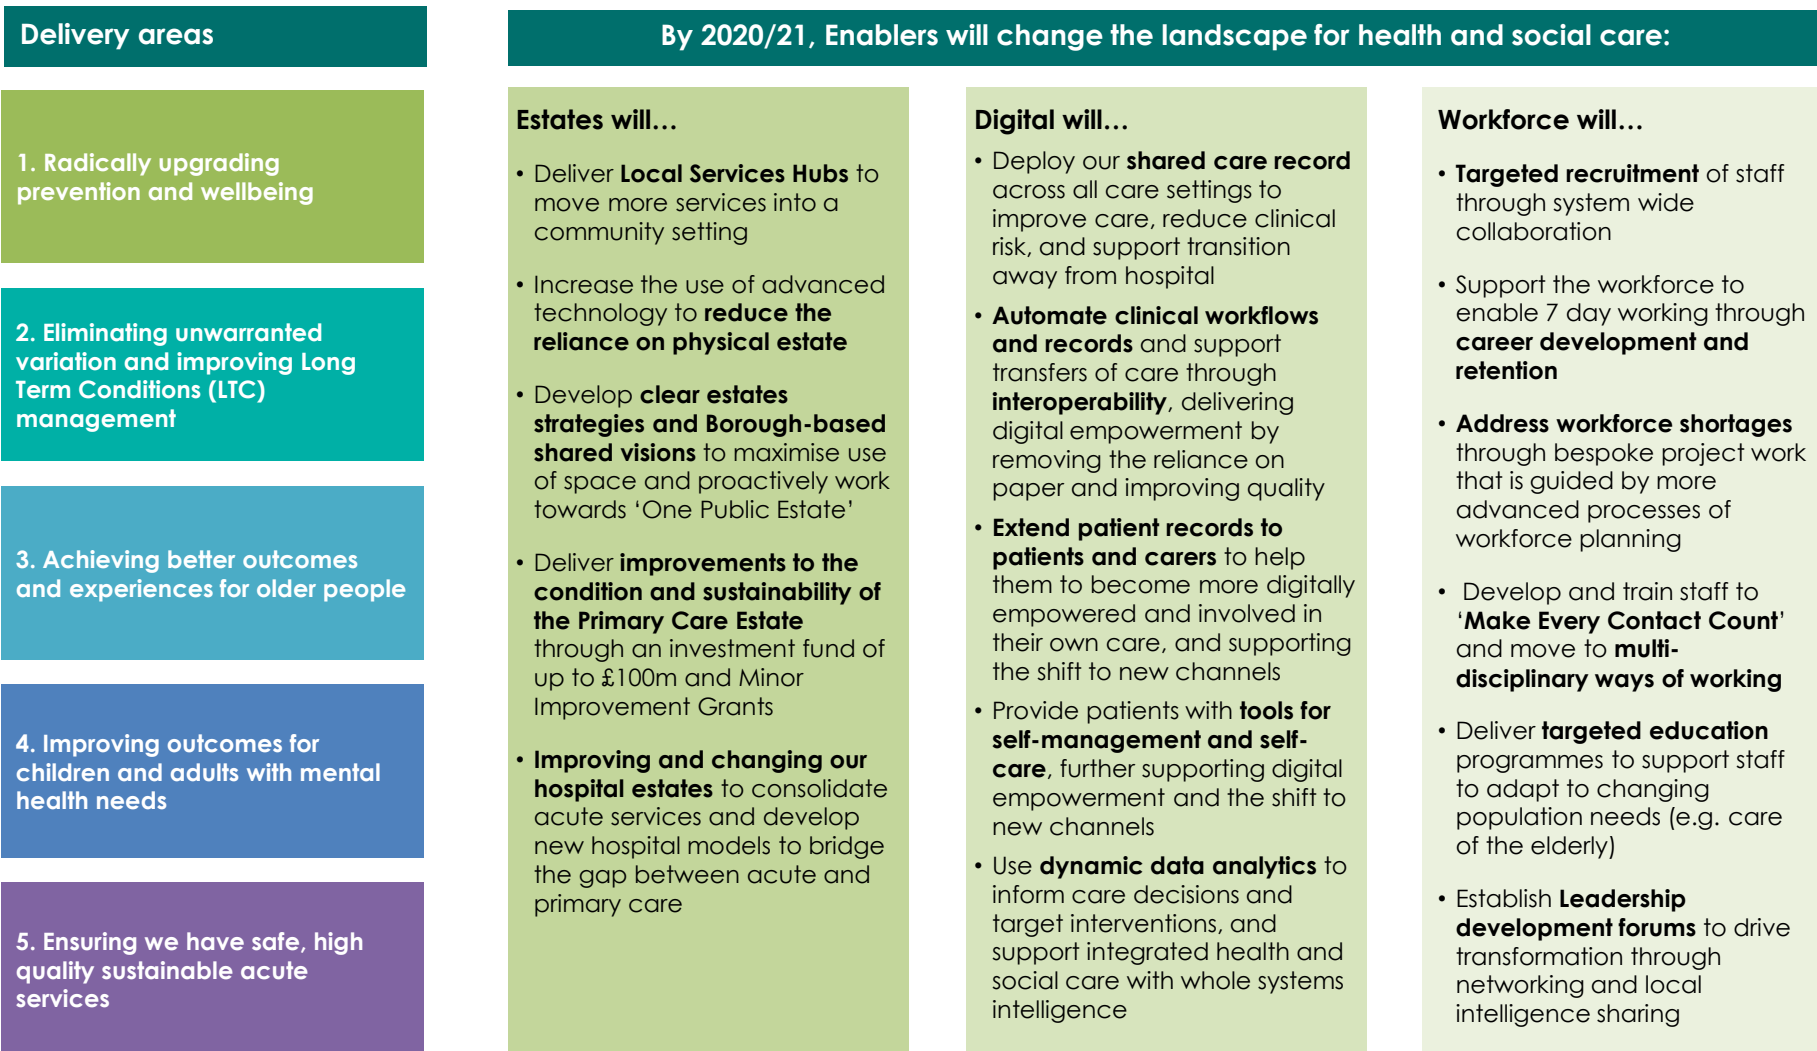 Delivery areas
1. Radically upgrading
prevention and wellbeing
2. Eliminating unwarranted
variation and improving Long
Term Conditions (LTC)
management
3. Achieving better outcomes
and experiences for older people
4. Improving outcomes for
children and adults with mental
health needs
5. Ensuring we have safe, high
quality sustainable acute
services
By 2020/21, Enablers will change the landscape for health and social care:
Estates will…
• Deliver Local Services Hubs to
move more services into a
community setting
• Increase the use of advanced
technology to reduce the
reliance on physical estate
• Develop clear estates
strategies and Borough-based
shared visions to maximise use
of space and proactively work
towards ‘One Public Estate’
• Deliver improvements to the
condition and sustainability of
the Primary Care Estate
through an investment fund of
up to £100m and Minor
Improvement Grants
• Improving and changing our
hospital estates to consolidate
acute services and develop
new hospital models to bridge
the gap between acute and
primary care
Digital will…
• Deploy our shared care record
across all care settings to
improve care, reduce clinical
risk, and support transition
away from hospital
• Automate clinical workflows
and records and support
transfers of care through
interoperability, delivering
digital empowerment by
removing the reliance on
paper and improving quality
• Extend patient records to
patients and carers to help
them to become more digitally
empowered and involved in
their own care, and supporting
the shift to new channels
• Provide patients with tools for
self-management and self-
care, further supporting digital
empowerment and the shift to
new channels
• Use dynamic data analytics to
inform care decisions and
target interventions, and
support integrated health and
social care with whole systems
intelligence
Workforce will…
• Targeted recruitment of staff
through system wide
collaboration
• Support the workforce to
enable 7 day working through
career development and
retention
• Address workforce shortages
through bespoke project work
that is guided by more
advanced processes of
workforce planning
• Develop and train staff to
‘Make Every Contact Count’
and move to multi-
disciplinary ways of working
• Deliver targeted education
programmes to support staff
to adapt to changing
population needs (e.g. care
of the elderly)
• Establish Leadership
development forums to drive
transformation through
networking and local
intelligence sharing